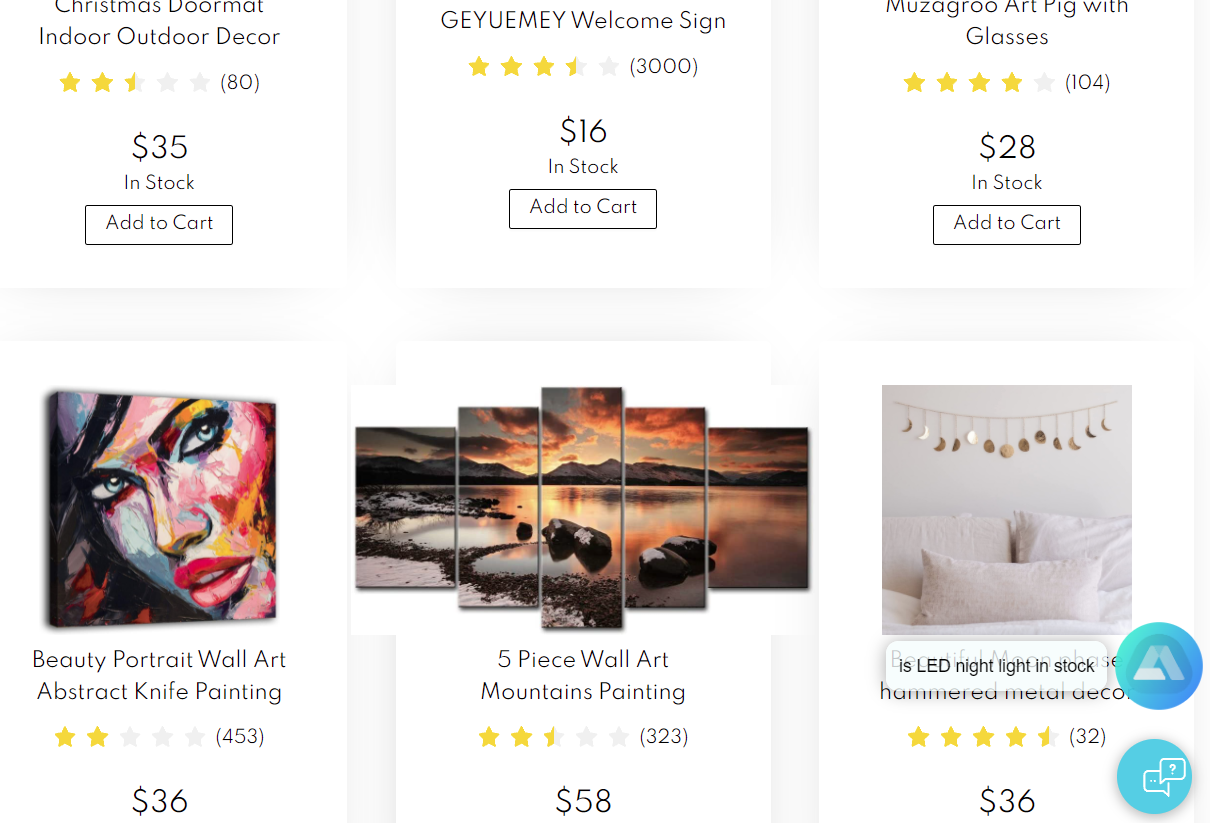 Christmas Doormat
Indoor Outdoor Decor
(80)
$35
In Stock
Add to Cart
GEYUEMEY Welcome Sign
(3000)
$16
In Stock
Add to Cart
Muzagroo Art Pig with
Glasses
(104)
$28
In Stock
Add to Cart
Beauty Portrait Wall Art
Abstract Knife Painting
(453)
$36
5 Piece Wall Art
Mountains Painting
(323)
$58
Beautiful Moon phase
is LED night light in stock
hammered metal decor
(32)
$36
?